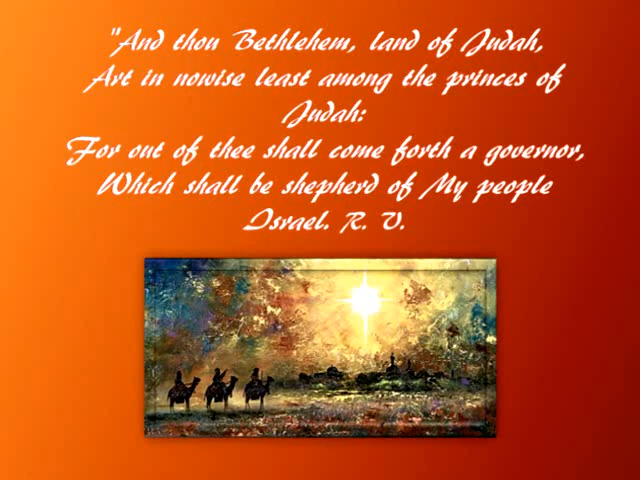 "And thou Bethlehem, land of Judah,
Art in nowise least among the princes of
Judah:
For out of thee shall come forth a governor,
Which shall be shepherd of My people
Israel. R. V.